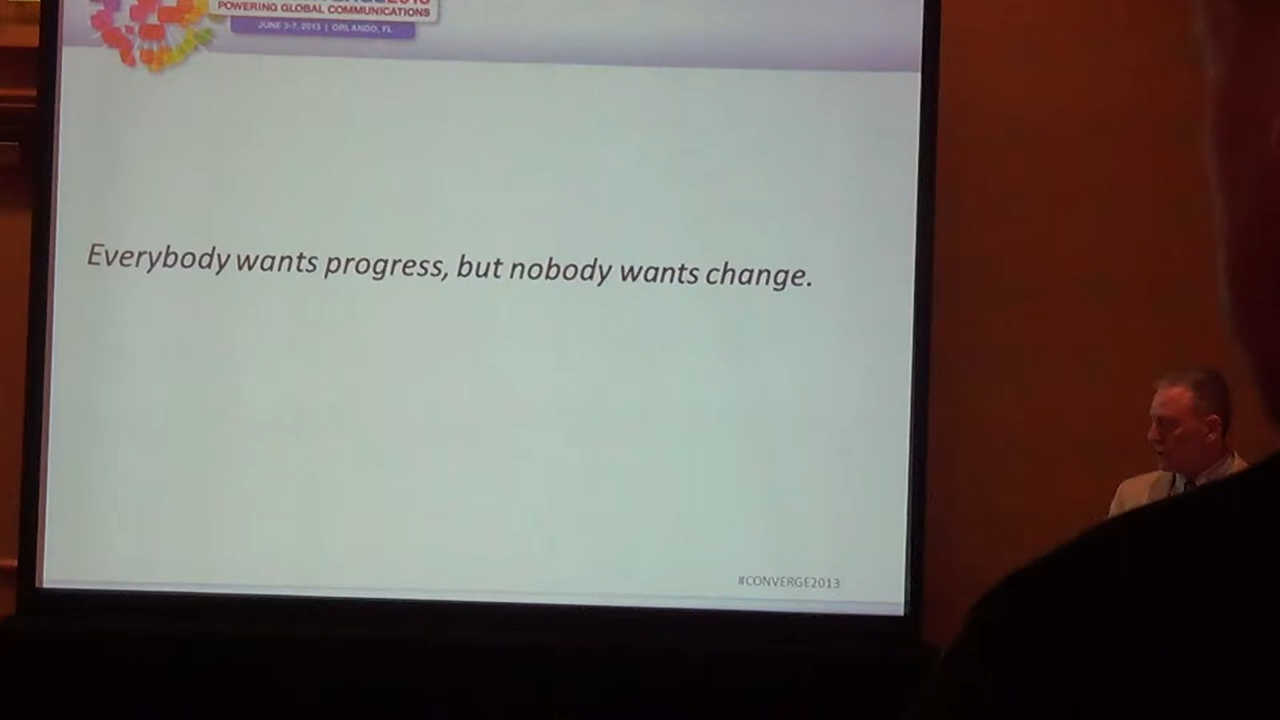 POWERING GLOBAL COMMUNICATIONS
JUNE 3-7, 2013 | ORLANDO, FL
Everybody wants progress, but nobody wants change.
#CONVERGE2013